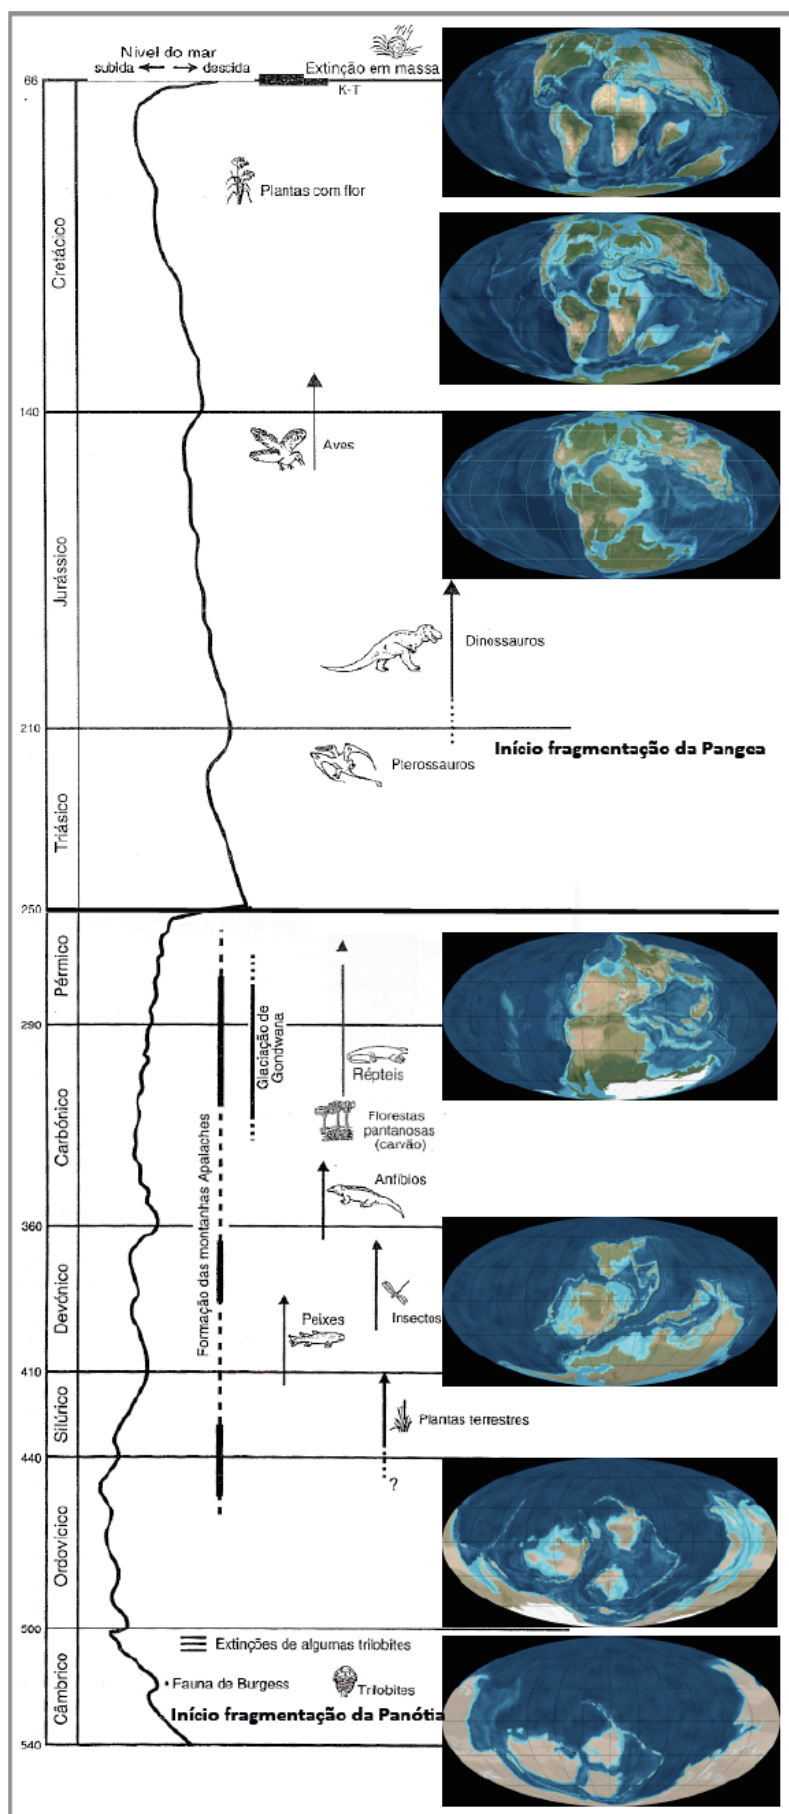 Nível do mar
subida descida
Extinção em massa
66
K-T
Plantas com flor
Cretácico
140
Aves
Jurássico
Dinossauros
210
Início fragmentação da Pangea
Pterossauros
Triásico
250
Pérmico
290
Glaciação de
Gondwana
Répteis
Carbónico
Florestas
pantanosas
(carvão)
Formação das montanhas Apalaches
Anfíbios
360
Devónico
Peixes
Insectos
410
Silúrico
Plantas terrestres
440
?
Ordovícico
500
Extinções de algumas trilobites
Câmbrico
• Fauna de Burgess
Trilobites
Início fragmentação da Panótia
540